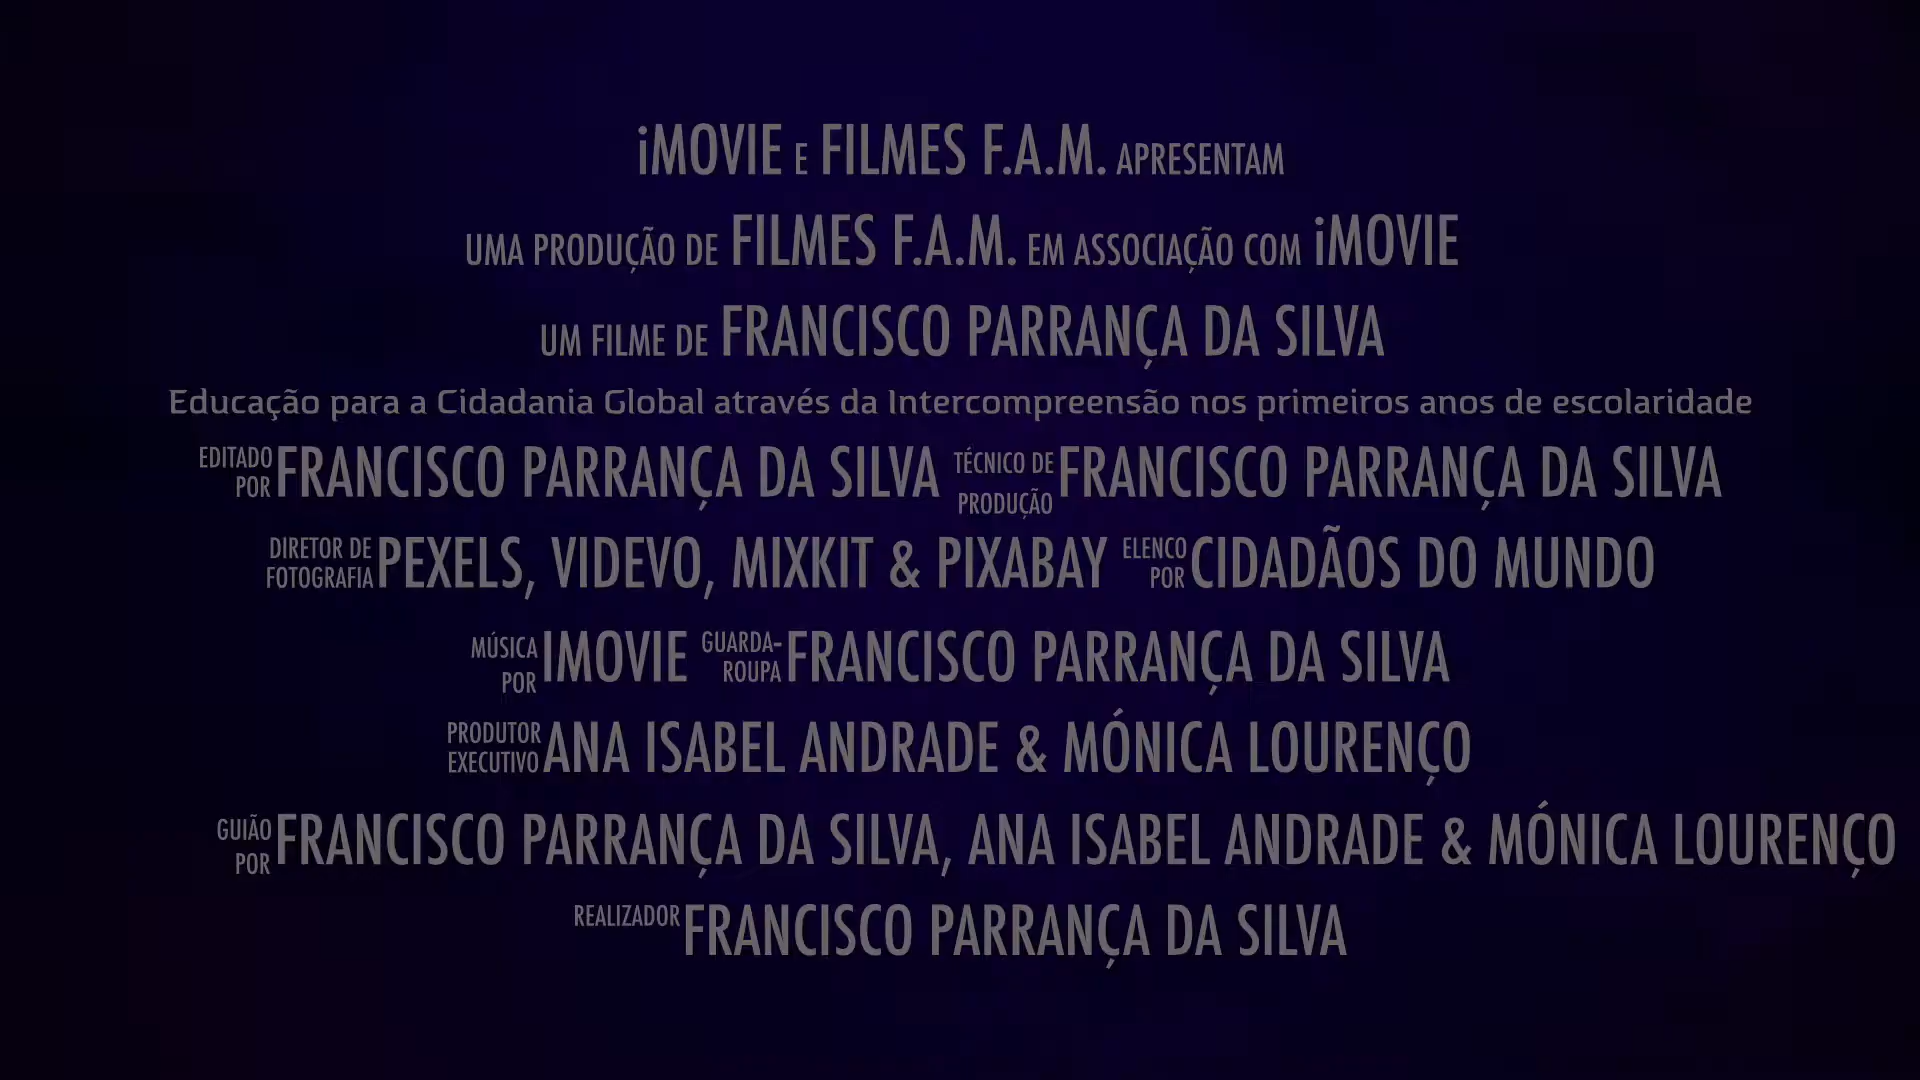 iMOVIE E FILMES F.A.M. APRESENTAM
UMA PRODUÇÃO DE FILMES F.A.M. EM ASSOCIAÇÃO COM iMOVIE
UM FILME DE FRANCISCO PARRANÇA DA SILVA
Educação para a Cidadania Global através da Intercompreensão nos primeiros anos de escolaridade
EDITADO POR FRANCISCO PARRANÇA DA SILVA TÉCNICO DE PRODUÇÃO FRANCISCO PARRANÇA DA SILVA
DIRETOR DE FOTOGRAFIA PEXELS, VIDEVO, MIXKIT & PIXABAY ELENCO POR CIDADÃOS DO MUNDO
MÚSICA POR IMOVIE GUARDA-ROUPA FRANCISCO PARRANÇA DA SILVA
PRODUTOR EXECUTIVO ANA ISABEL ANDRADE & MÓNICA LOURENÇO
GUIÃO POR FRANCISCO PARRANÇA DA SILVA, ANA ISABEL ANDRADE & MÓNICA LOURENÇO
REALIZADOR FRANCISCO PARRANÇA DA SILVA